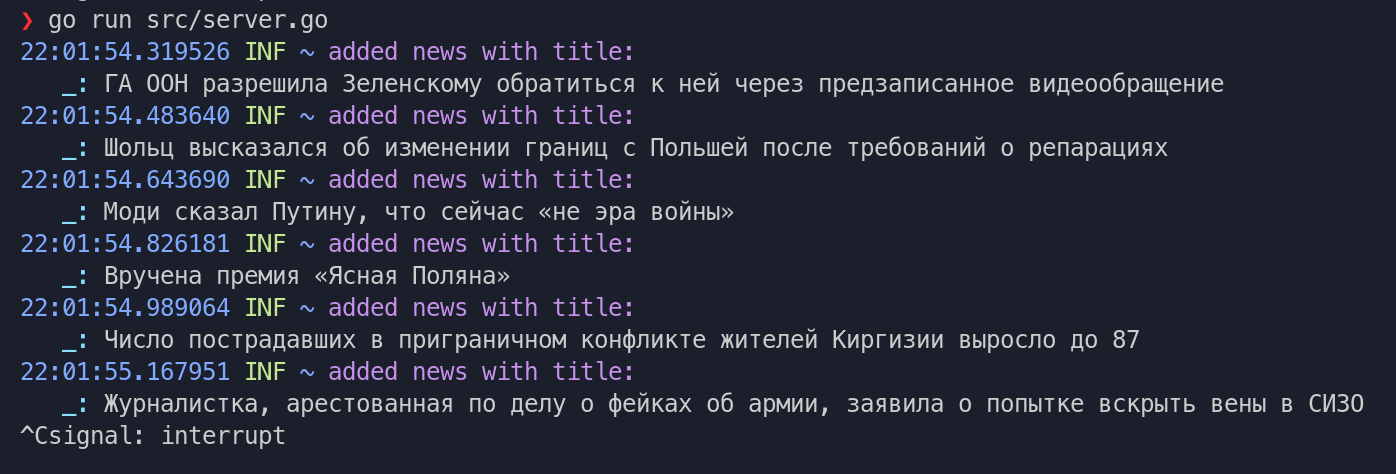 ❯ go run src/server.go
22:01:54.319526 INF ~ added news with title:
_: ГА ООН разрешила Зеленскому обратиться к ней через предзаписанное видеообращение
22:01:54.483640 INF ~ added news with title:
_: Шольц высказался об изменении границ с Польшей после требований о репарациях
22:01:54.643690 INF ~ added news with title:
_: Моди сказал Путину, что сейчас «не эра войны»
22:01:54.826181 INF ~ added news with title:
_: Вручена премия «Ясная Поляна»
22:01:54.989064 INF ~ added news with title:
_: Число пострадавших в приграничном конфликте жителей Киргизии выросло до 87
22:01:55.167951 INF ~ added news with title:
_: Журналистка, арестованная по делу о фейках об армии, заявила о попытке вскрыть вены в СИЗО
^Csignal: interrupt